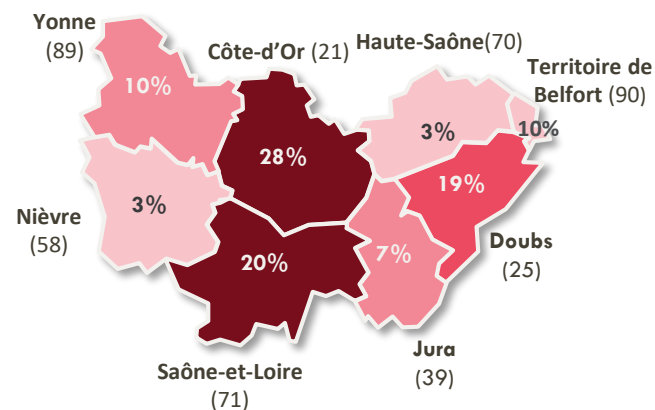 Yonne
(89)
Côte-d'Or (21)
Haute-Saône(70)
Territoire de
Belfort (90)
10%
28%
3%
10%
19%
3%
20%
7%
Nièvre
(58)
Doubs
(25)
Jura
(39)
Saône-et-Loire
(71)